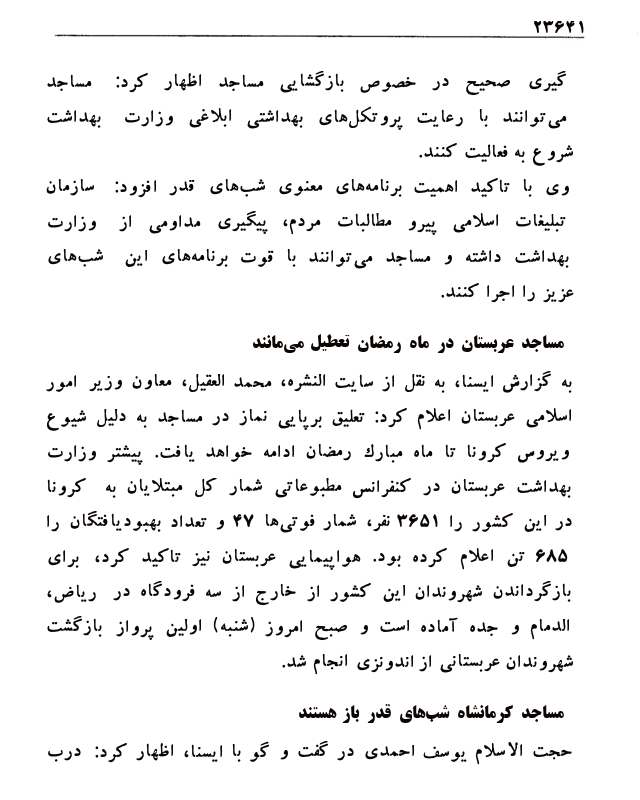 ۲۳۶۴۱
گیری صحیح در خصوص بازگشایی مساجد اظهار کرد: مساجد
می‌توانند با رعایت پروتکل‌های بهداشتی ابلاغی وزارت بهداشت
شروع به فعالیت کنند.
وی با تاکید اهمیت برنامه‌های معنوی شب‌های قدر افزود: سازمان
تبلیغات اسلامی پیرو مطالبات مردم، پیگیری مداومی از وزارت
بهداشت داشته و مساجد می‌توانند با قوت برنامه‌های این شب‌های
عزیز را اجرا کنند.
مساجد عربستان در ماه رمضان تعطیل می‌مانند
به گزارش ایسنا، به نقل از سایت النشره، محمد العقیل، معاون وزیر امور
اسلامی عربستان اعلام کرد: تعلیق برپایی نماز در مساجد به دلیل شیوع
ویروس کرونا تا ماه مبارك رمضان ادامه خواهد یافت. پیشتر وزارت
بهداشت عربستان در کنفرانس مطبوعاتی شمار کل مبتلایان به کرونا
در این کشور را ۳۶۵۱ نفر، شمار فوتی‌ها ۴۷ و تعداد بهبودیافتگان را
۶۸۵ تن اعلام کرده بود. هواپیمایی عربستان نیز تاکید کرد، برای
بازگرداندن شهروندان این کشور از خارج از سه فرودگاه در ریاض،
الدمام و جده آماده است و صبح امروز (شنبه) اولین پرواز بازگشت
شهروندان عربستانی از اندونزی انجام شد.
مساجد کرمانشاه شب‌های قدر باز هستند
حجت الاسلام یوسف احمدی در گفت و گو با ایسنا، اظهار کرد: درب